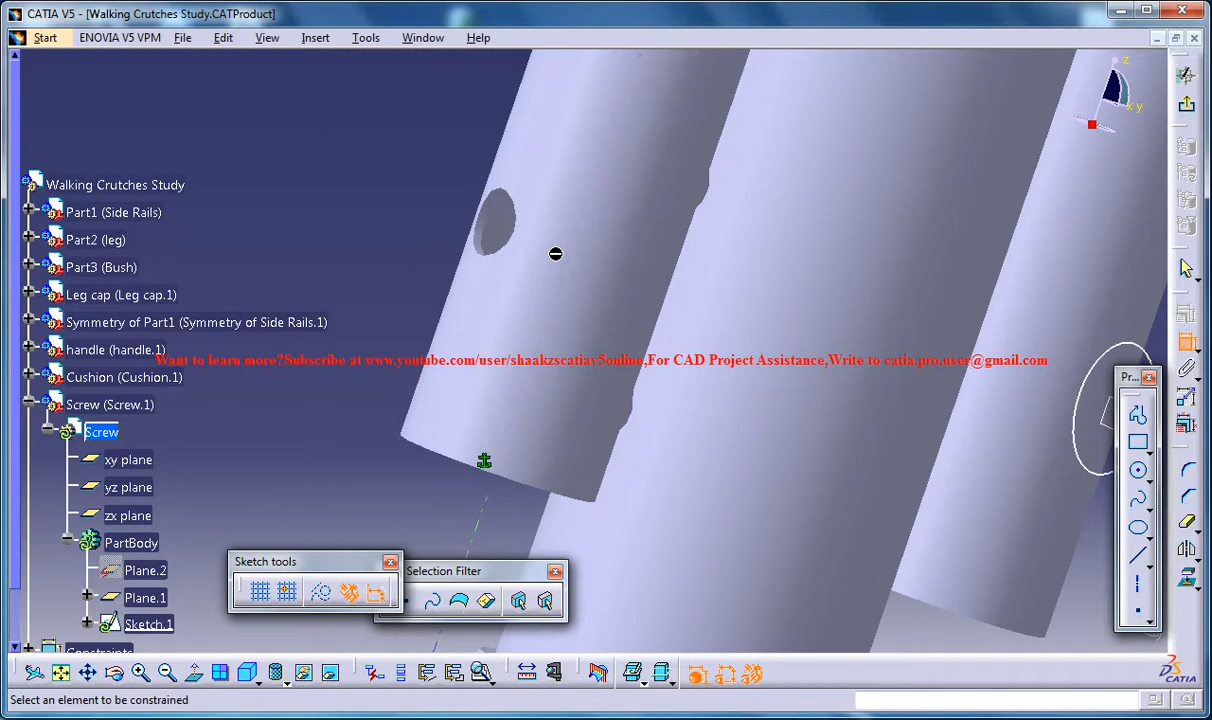 CATIA V5 - [Walking Crutches Study.CATProduct]
Start ENOVIA V5 VPM File Edit View Insert Tools Window Help
z
x y
Walking Crutches Study
Part1 (Side Rails)
Part2 (leg)
Part3 (Bush)
Leg cap (Leg cap.1)
Symmetry of Part1 (Symmetry of Side Rails.1)
handle (handle.1)
Want to learn more?Subscribe at www.youtube.com/user/shaakzscatiav5online,For CAD Project Assistance,Write to catia.pro.user@gmail.com
Cushion (Cushion.1)
Pr...
Screw (Screw.1)
Screw
xy plane
yz plane
zx plane
PartBody
Sketch tools
Selection Filter
Plane.2
Plane.1
Sketch.1
Constraints
CATIA
Select an element to be constrained